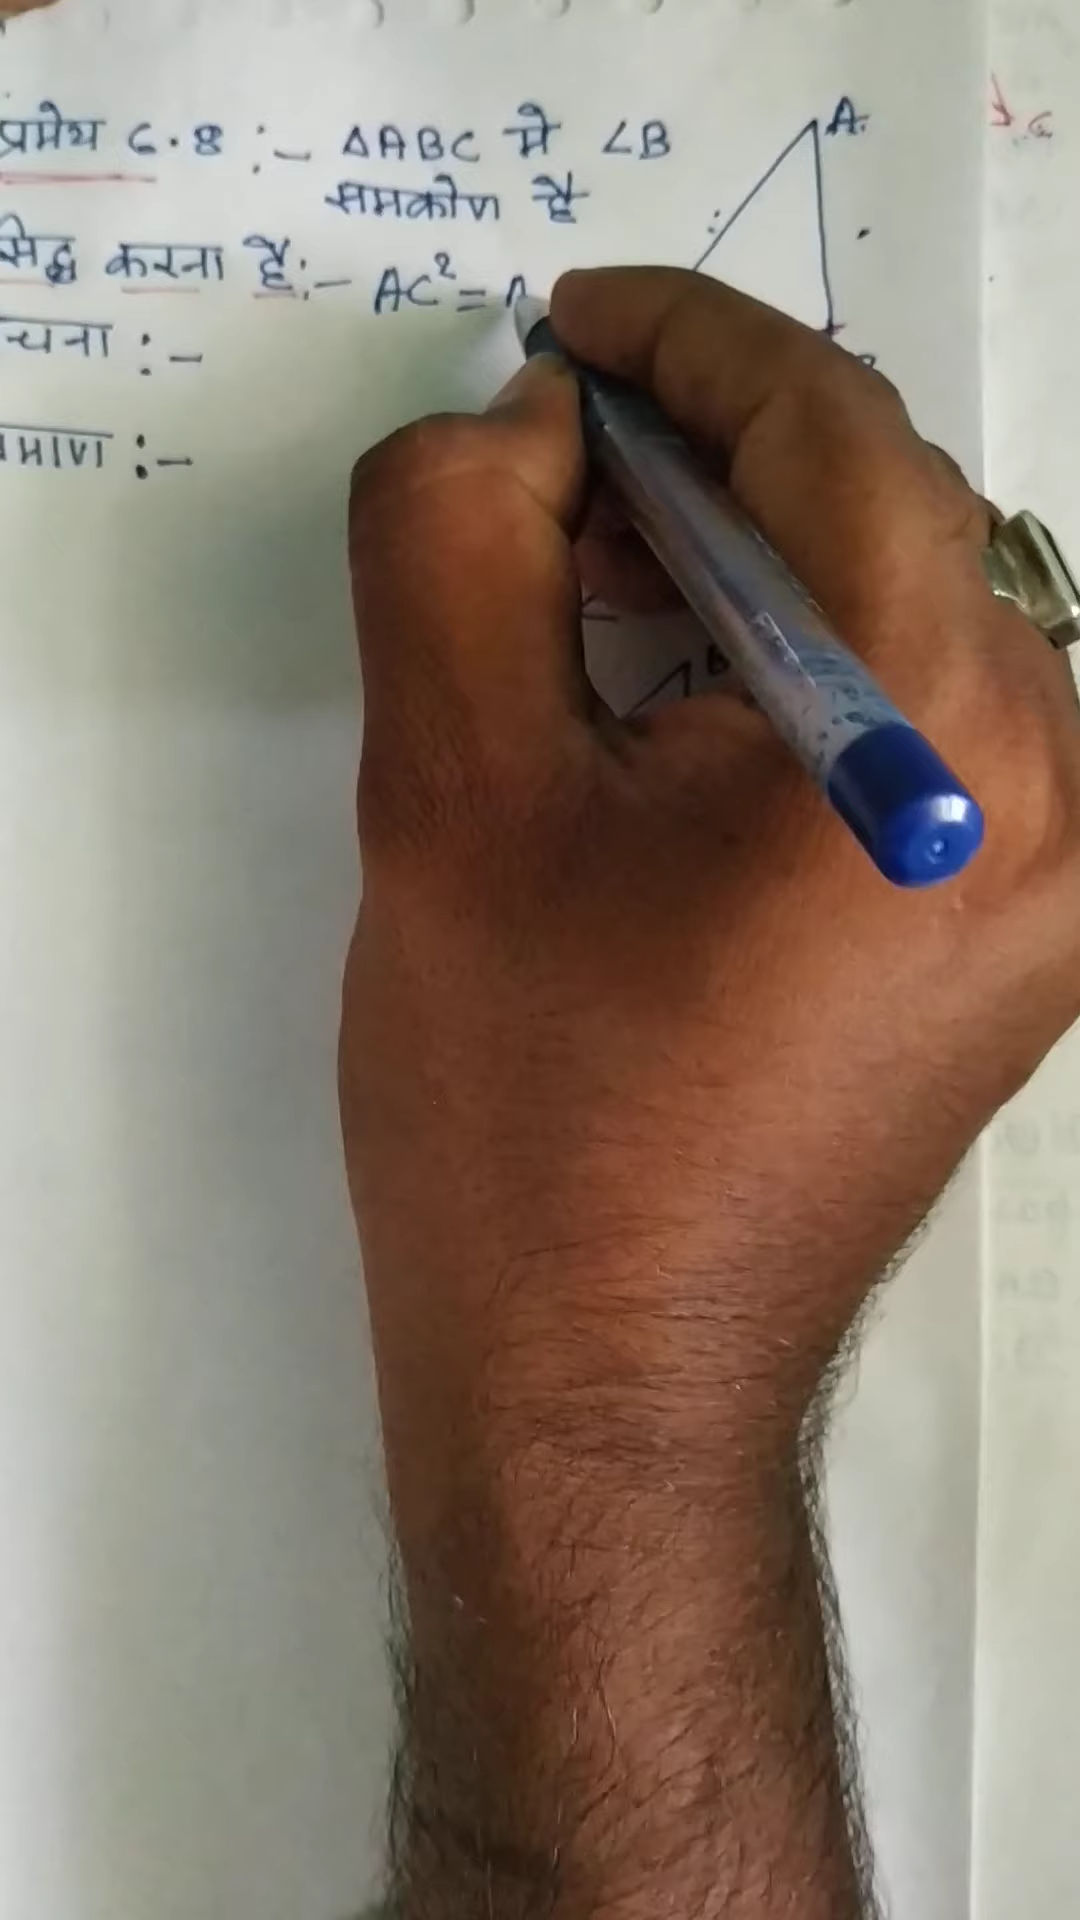 प्रमेय 6.8 :- ΔABC मे ∠B
समकोण है
सिद्ध करना है:- AC² = A
चना :-
माण :-
A
B